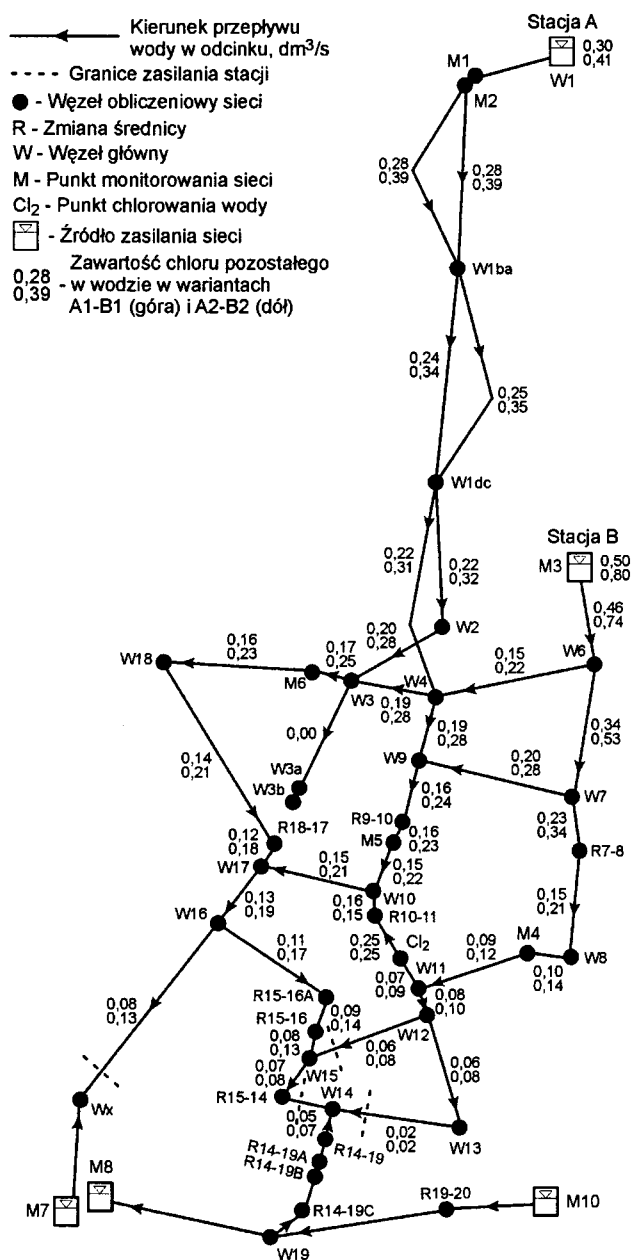 Kierunek przepływu
wody w odcinku, dm³/s
Granice zasilania stacji
- Węzeł obliczeniowy sieci
R - Zmiana średnicy
W - Węzeł główny
M - Punkt monitorowania sieci
Cl₂ - Punkt chlorowania wody
- Źródło zasilania sieci
Zawartość chloru pozostałego
0,28
0,39
- w wodzie w wariantach
A1-B1 (góra) i A2-B2 (dół)
Stacja A
0,30
0,41
M1
W1
M2
0,28
0,39
0,28
0,39
W1ba
0,24
0,34
0,25
0,35
W1dc
Stacja B
M3
0,50
0,80
0,22
0,31
0,22
0,32
0,46
0,74
W2
0,20
0,28
W18
0,16
0,23
0,17
0,25
M6
W3
W4
0,15
0,22
W6
0,19
0,28
0,00
0,19
0,28
0,34
0,53
W9
0,20
0,28
W7
0,14
0,21
W3a
W3b
0,16
0,24
0,23
0,34
R9-10
R18-17
M5
0,16
0,23
R7-8
0,12
0,18
W17
0,15
0,21
0,15
0,22
0,13
0,19
W10
0,16
0,15
R10-11
0,15
0,21
W16
Cl₂
0,25
0,25
0,11
0,17
W11
0,09
0,12
M4
W8
0,10
0,14
0,07
0,09
0,08
0,10
R15-16A
0,08
0,13
R15-16
0,09
0,14
W12
0,08
0,13
0,06
0,08
W15
0,07
0,08
0,06
0,08
R15-14
W14
Wx
0,05
0,07
0,02
0,02
W13
R14-19
R14-19A
R14-19B
M8
M7
R14-19C
R19-20
M10
W19